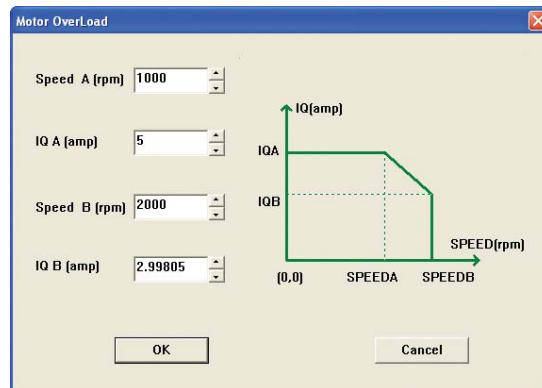 Motor OverLoad
Speed A (rpm) 1000
IQ A (amp) 5
Speed B (rpm) 2000
IQ B (amp) 2.99805
IQ(amp)
IQA
IQB
SPEED(rpm)
(0,0) SPEEDA SPEEDB
OK Cancel